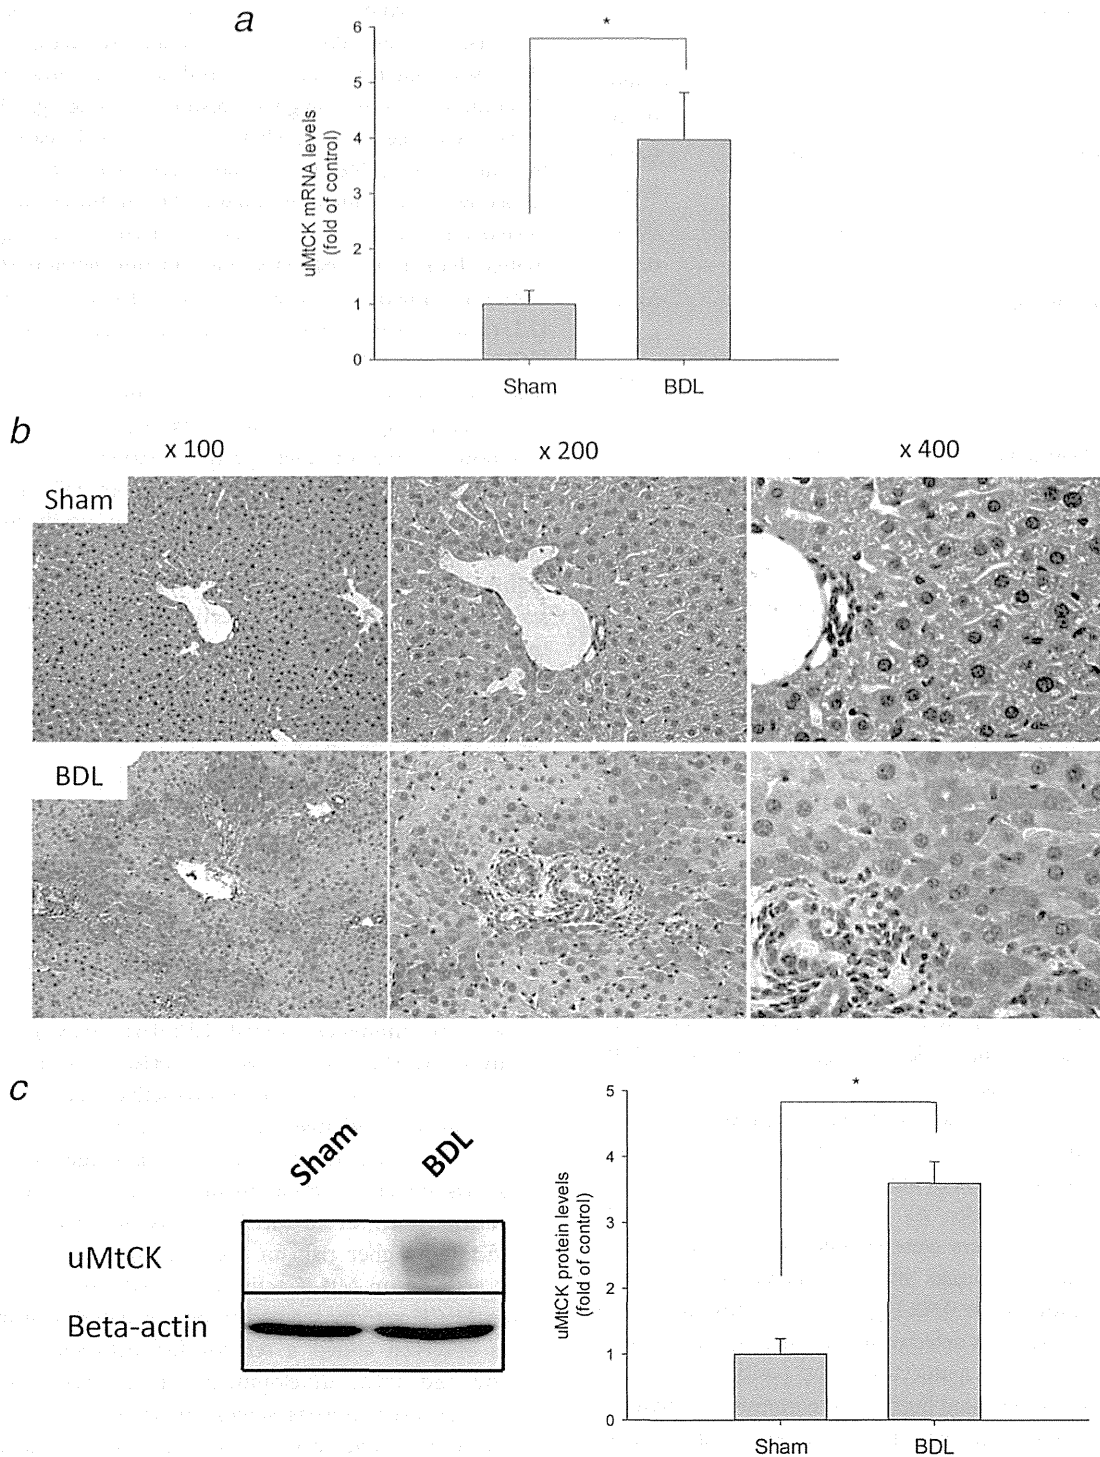 a
*
6
5
4
3
2
1
0
uMtCK mRNA levels
(fold of control)
Sham
BDL
b
x 100
x 200
x 400
Sham
BDL
c
Sham
BDL
uMtCK
Beta-actin
*
5
4
3
2
1
0
uMtCK protein levels
(fold of control)
Sham
BDL